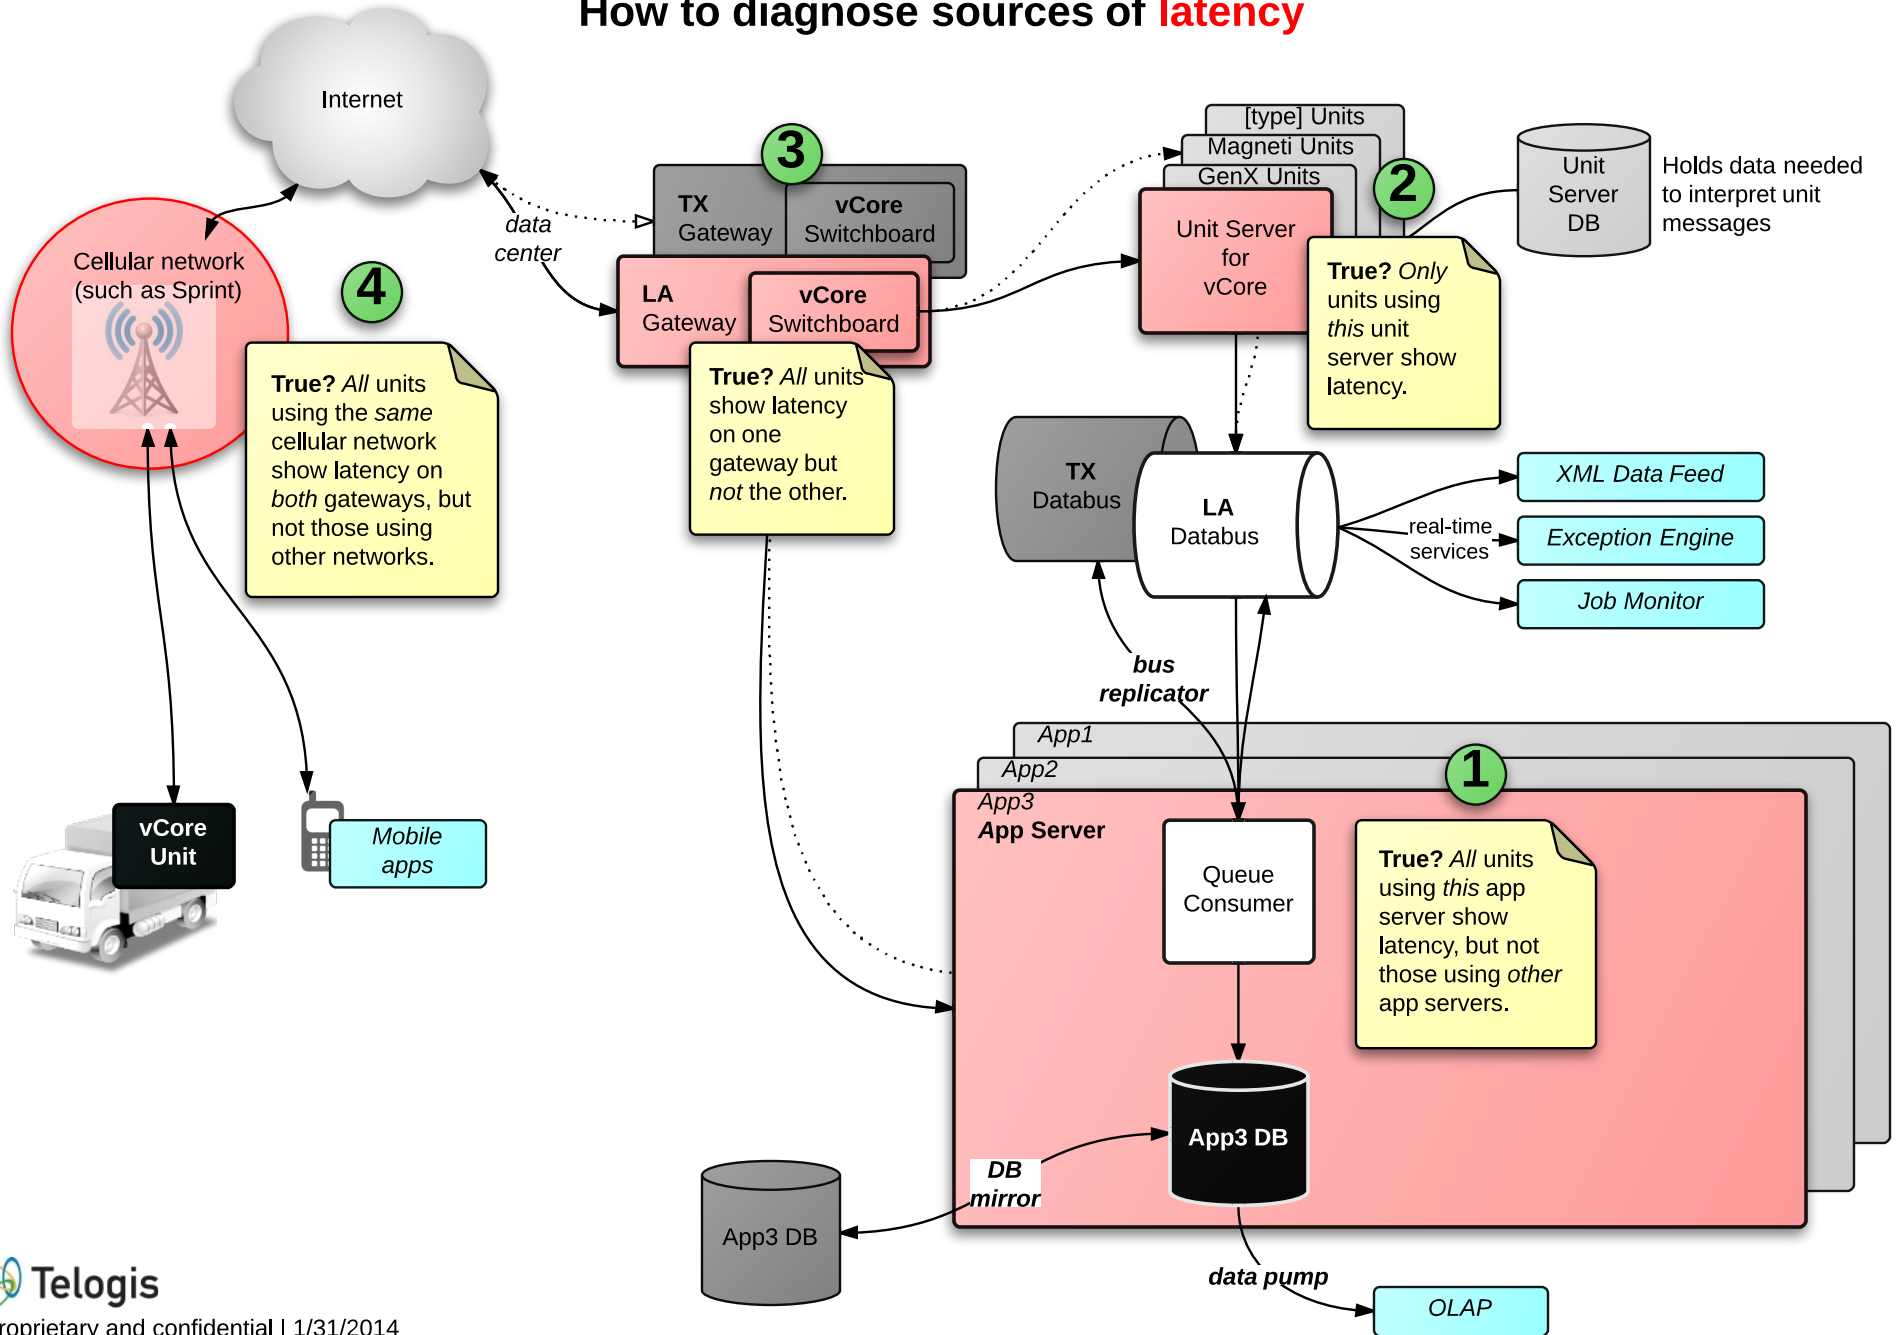 How to diagnose sources of latency
Internet
Cellular network
(such as Sprint)
4
True? All units
using the same
cellular network
show latency on
both gateways, but
not those using
other networks.
data
center
3
TX
Gateway
vCore
Switchboard
LA
Gateway
vCore
Switchboard
True? All units
show latency
on one
gateway but
not the other.
[type] Units
Magneti Units
GenX Units
Unit Server
for
vCore
2
True? Only
units using
this unit
server show
latency.
Unit
Server
DB
Holds data needed
to interpret unit
messages
TX
Databus
LA
Databus
real-time
services
XML Data Feed
Exception Engine
Job Monitor
bus
replicator
vCore
Unit
Mobile
apps
App1
App2
App3
App Server
1
Queue
Consumer
True? All units
using this app
server show
latency, but not
those using other
app servers.
App3 DB
DB
mirror
App3 DB
data pump
OLAP
Telogis
roprietary and confidential | 1/31/2014